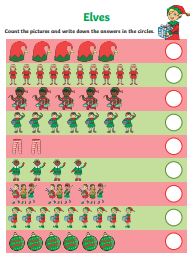 Elves
Count the pictures and write down the answers in the circles.